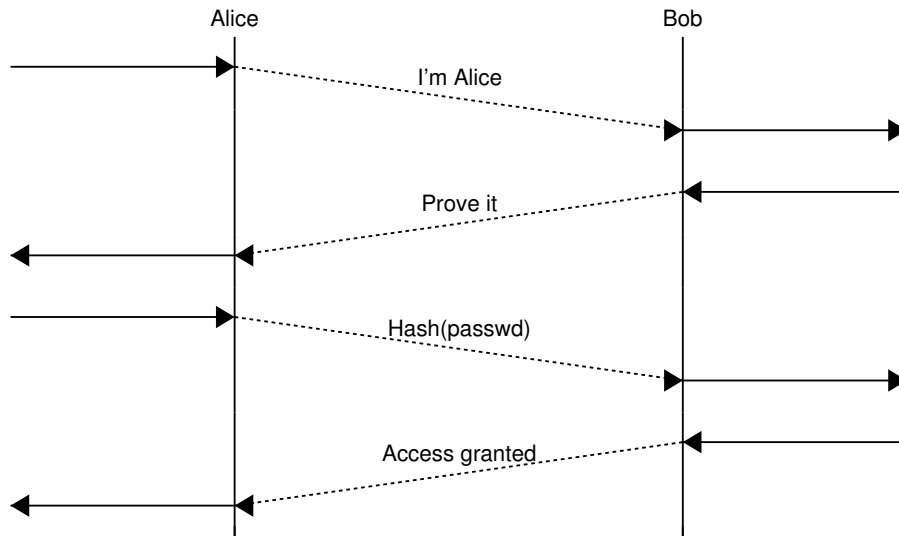 Alice
Bob
I'm Alice
Prove it
Hash(passwd)
Access granted